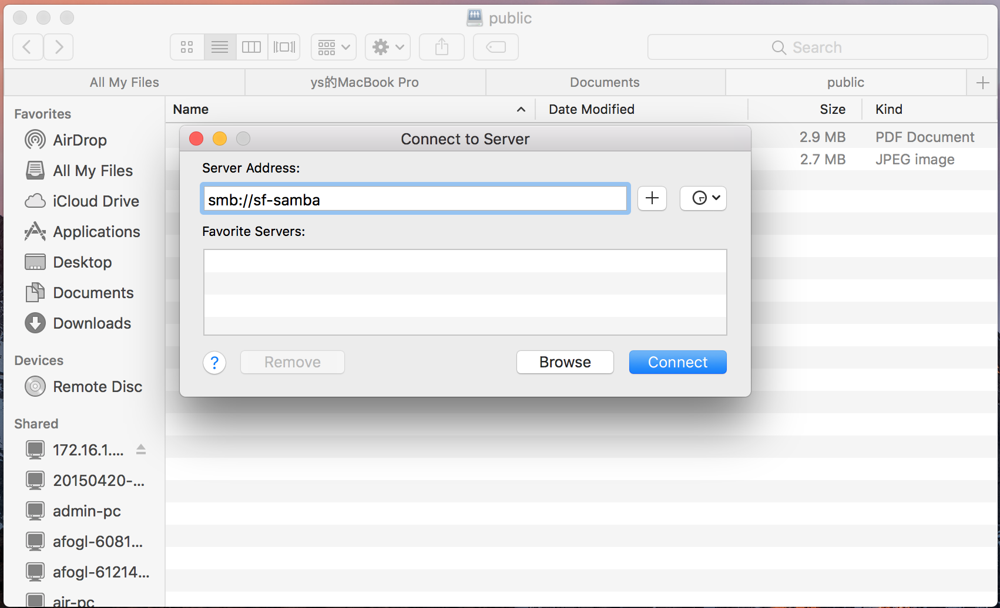 public
Search
All My Files
ys的MacBook Pro
Documents
public
Favorites
AirDrop
All My Files
iCloud Drive
Applications
Desktop
Documents
Downloads
Devices
Remote Disc
Shared
172.16.1....
20150420-...
admin-pc
afogl-6081...
afogl-61214...
air-pc
Name
Date Modified
Size
Kind
2.9 MB
PDF Document
2.7 MB
JPEG image
Connect to Server
Server Address:
smb://sf-samba
Favorite Servers:
?
Remove
Browse
Connect